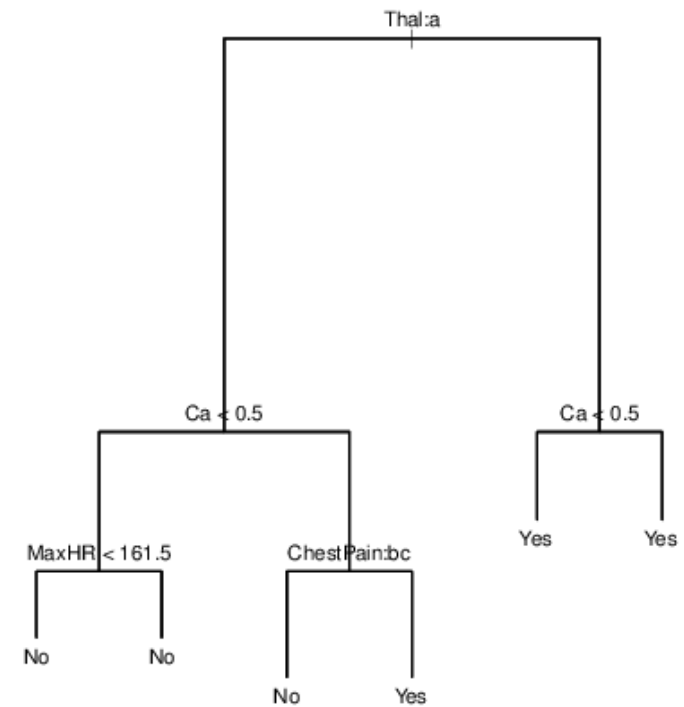 Thal:a
Ca < 0.5
Ca < 0.5
MaxHR < 161.5
ChestPain:bc
Yes
Yes
No
No
No
Yes